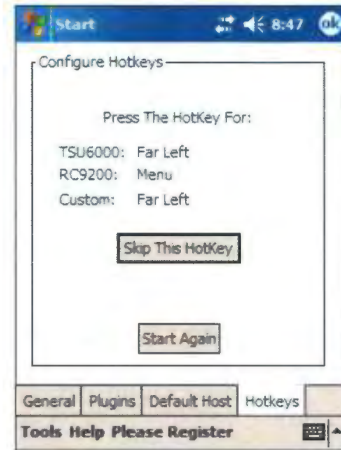 Start 8:47 ok
Configure Hotkeys
Press The HotKey For:
TSU6000: Far Left
RC9200: Menu
Custom: Far Left
Skip This HotKey
Start Again
General Plugins Default Host Hotkeys
Tools Help Please Register